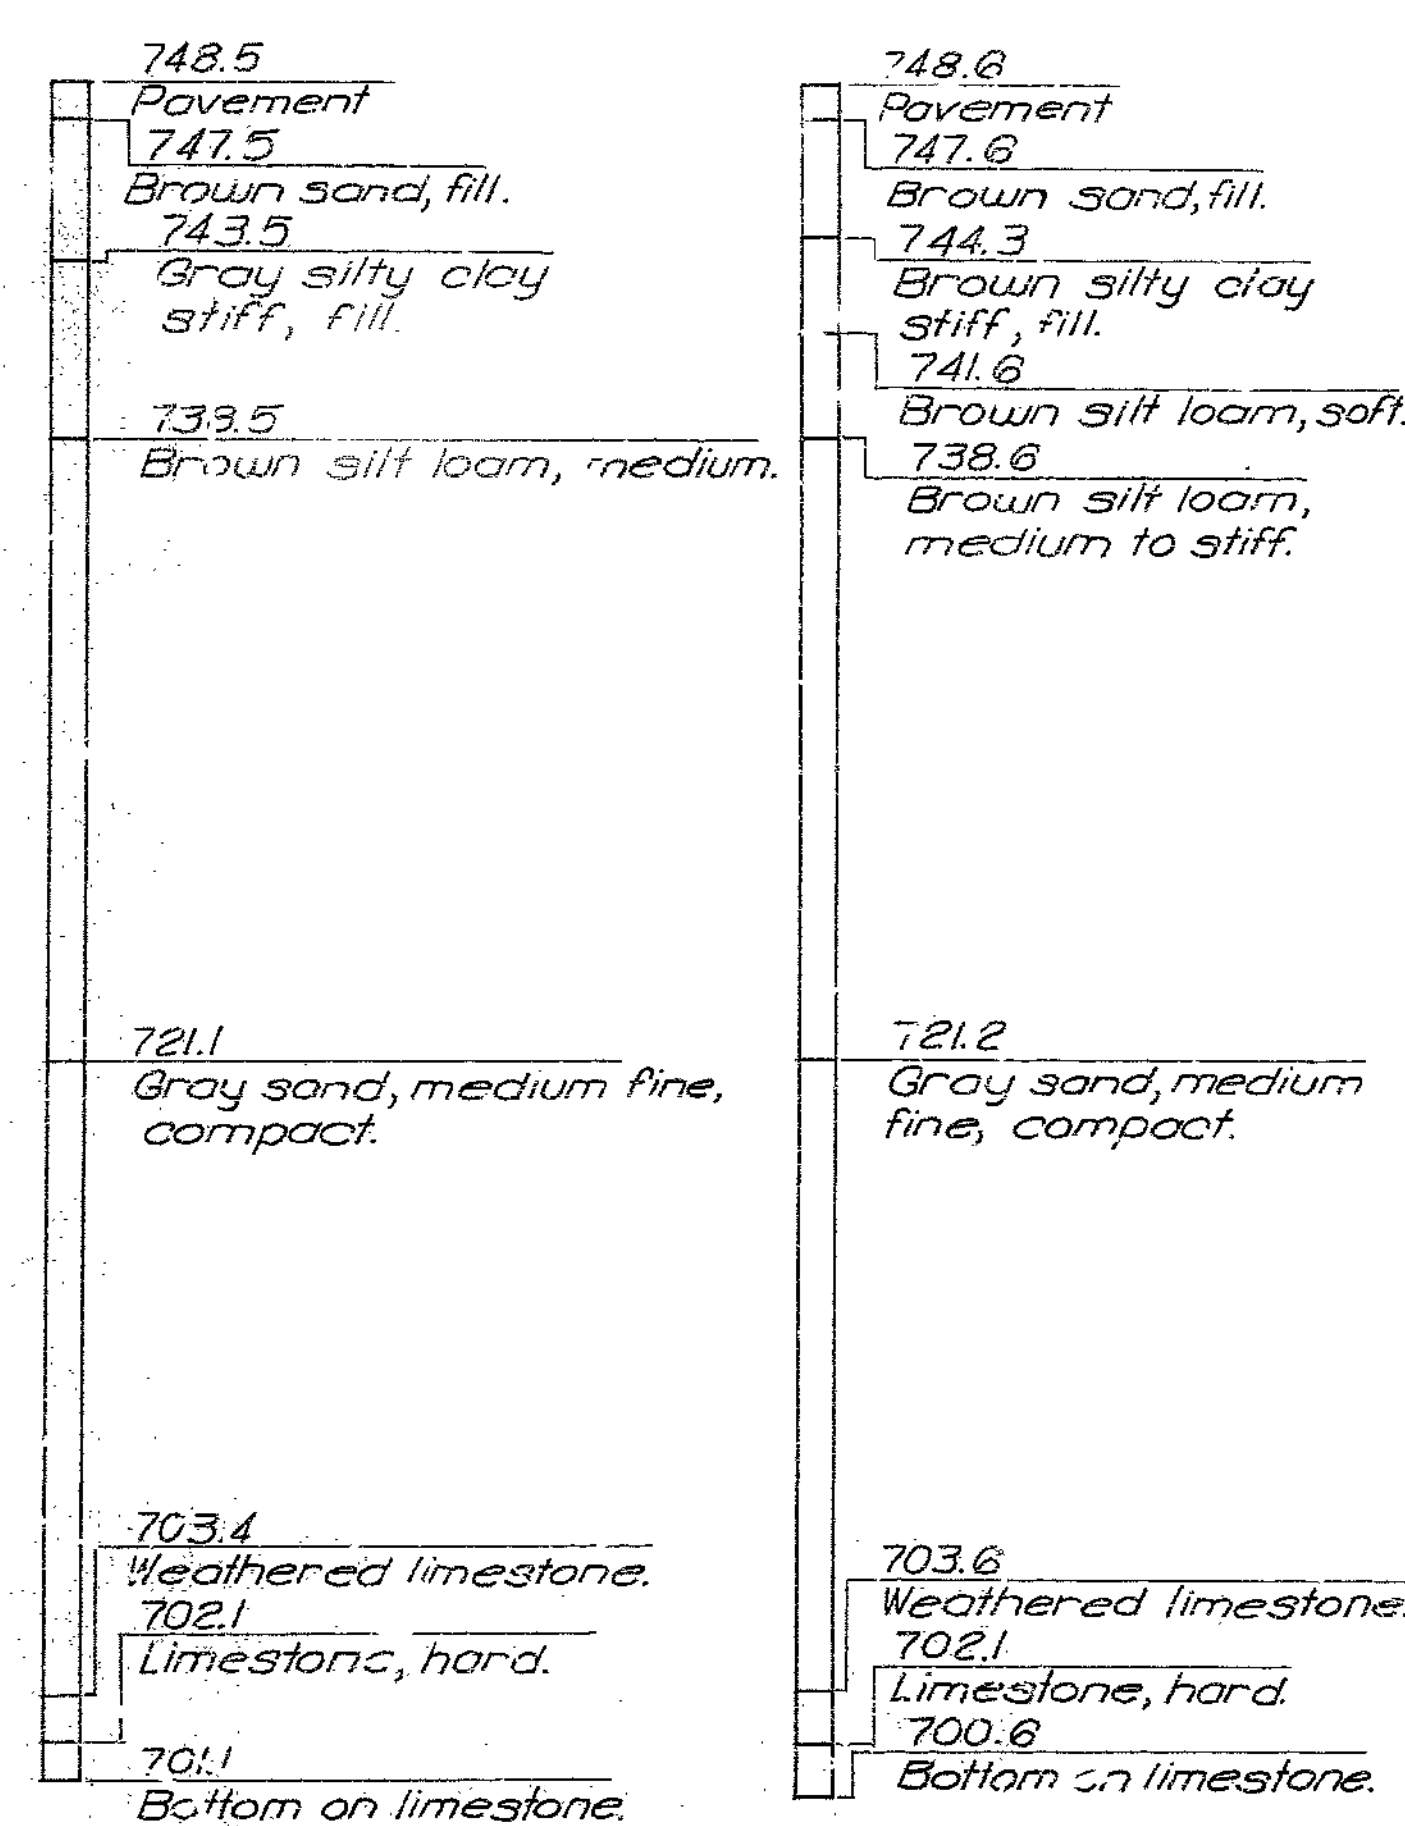 748.5
Pavement
747.5
Brown sand, fill.
743.5
Gray silty clay
stiff, fill.
738.5
Brown silt loam, medium.
721.1
Gray sand, medium fine,
compact.
703.4
Weathered limestone.
702.1
Limestone, hard.
701.1
Bottom on limestone.
748.6
Pavement
747.6
Brown sand, fill.
744.3
Brown silty clay
stiff, fill.
741.6
Brown silt loam, soft.
738.6
Brown silt loam,
medium to stiff.
721.2
Gray sand, medium
fine, compact.
703.6
Weathered limestone.
702.1
Limestone, hard.
700.6
Bottom on limestone.